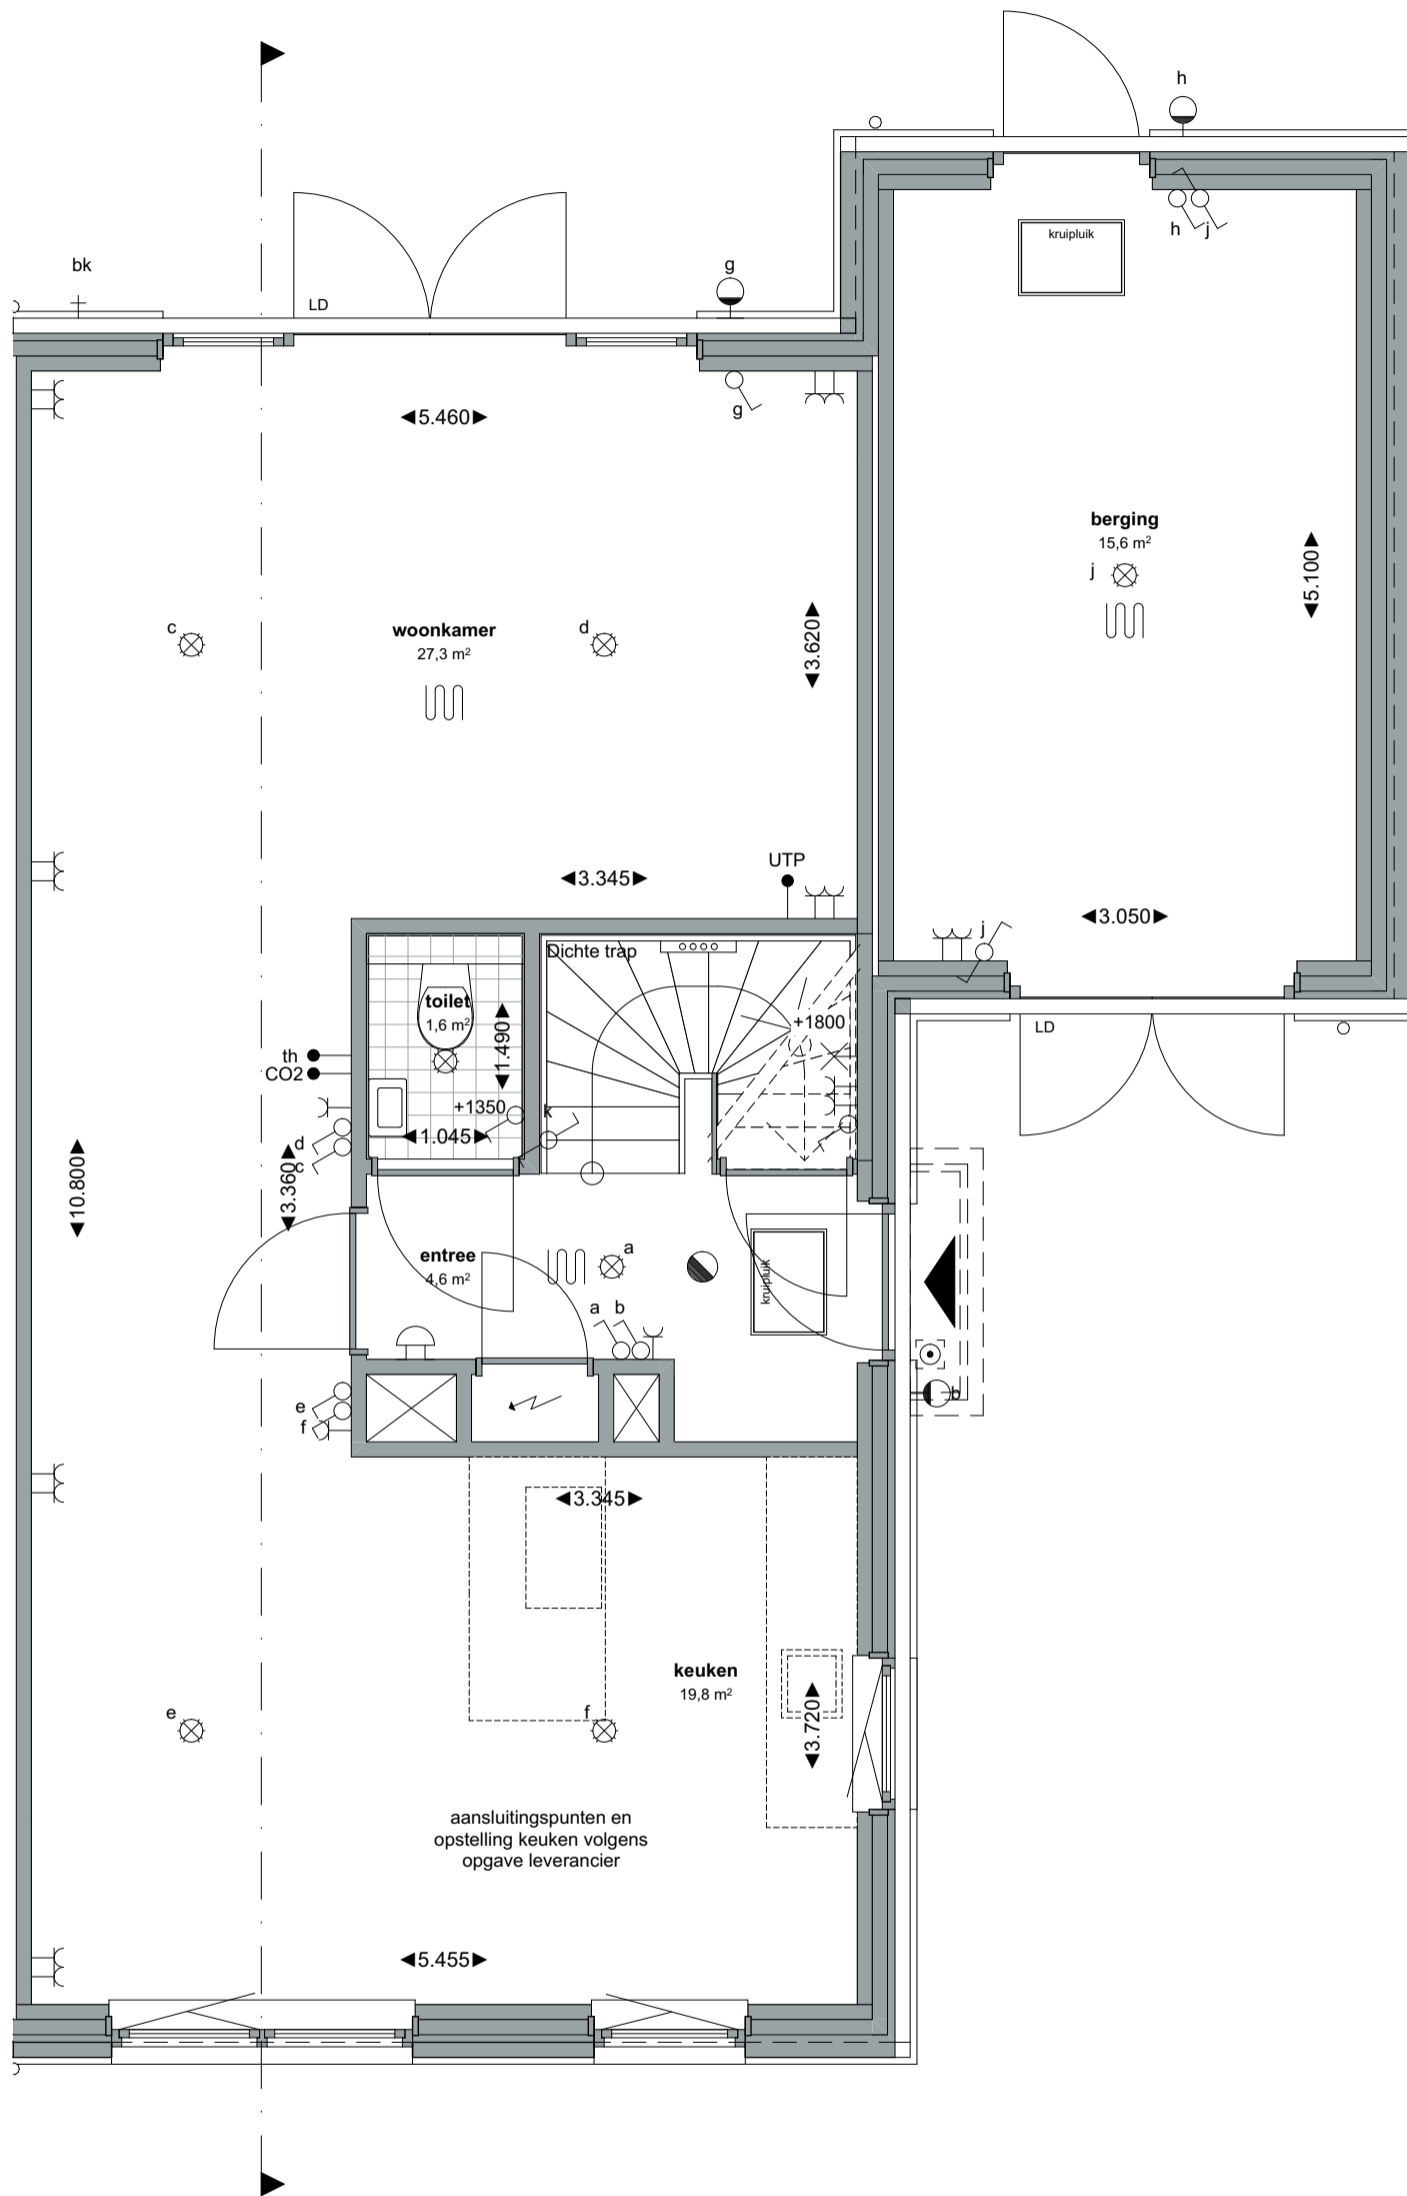 h
kruipluik
h
j
bk
g
LD
5.460
g
berging
15,6 m²
j
5.100
c
woonkamer
27,3 m²
d
3.620
UTP
3.345
3.050
j
Dichte trap
toilet
1,6 m²
1.490
+1800
LD
th
CO2
+1350
k
1.045
d
c
10.800
3.360
entree
4,6 m²
a
kruipluik
a
b
b
e
f
3.345
keuken
19,8 m²
e
f
3.720
aansluitingspunten en
opstelling keuken volgens
opgave leverancier
5.455